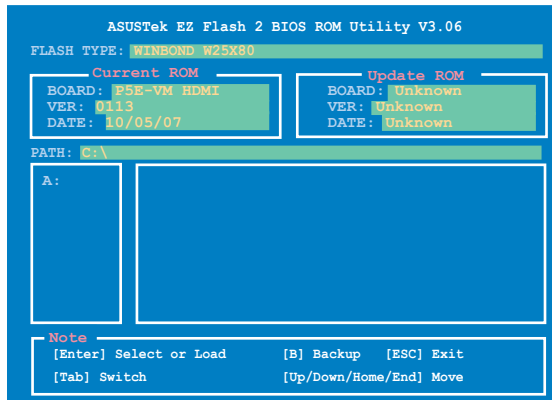 ASUSTek EZ Flash 2 BIOS ROM Utility V3.06
FLASH TYPE: WINBOND W25X80
Current ROM
BOARD: P5E-VM HDMI
VER: 0113
DATE: 10/05/07
Update ROM
BOARD: Unknown
VER: Unknown
DATE: Unknown
PATH: C:\
A:
Note
[Enter] Select or Load [B] Backup [ESC] Exit
[Tab] Switch [Up/Down/Home/End] Move